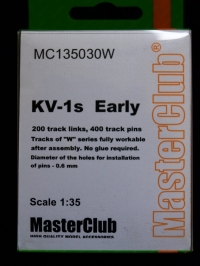 MC135030W
KV-1s Early
200 track links, 400 track pins
Tracks of "W" series fully workable
after assembly. No glue required.
Diameter of the holes for installation
of pins - 0.6 mm
Scale 1:35
MasterClub
HIGH QUALITY MODEL ACCESSORIES
MasterClub®